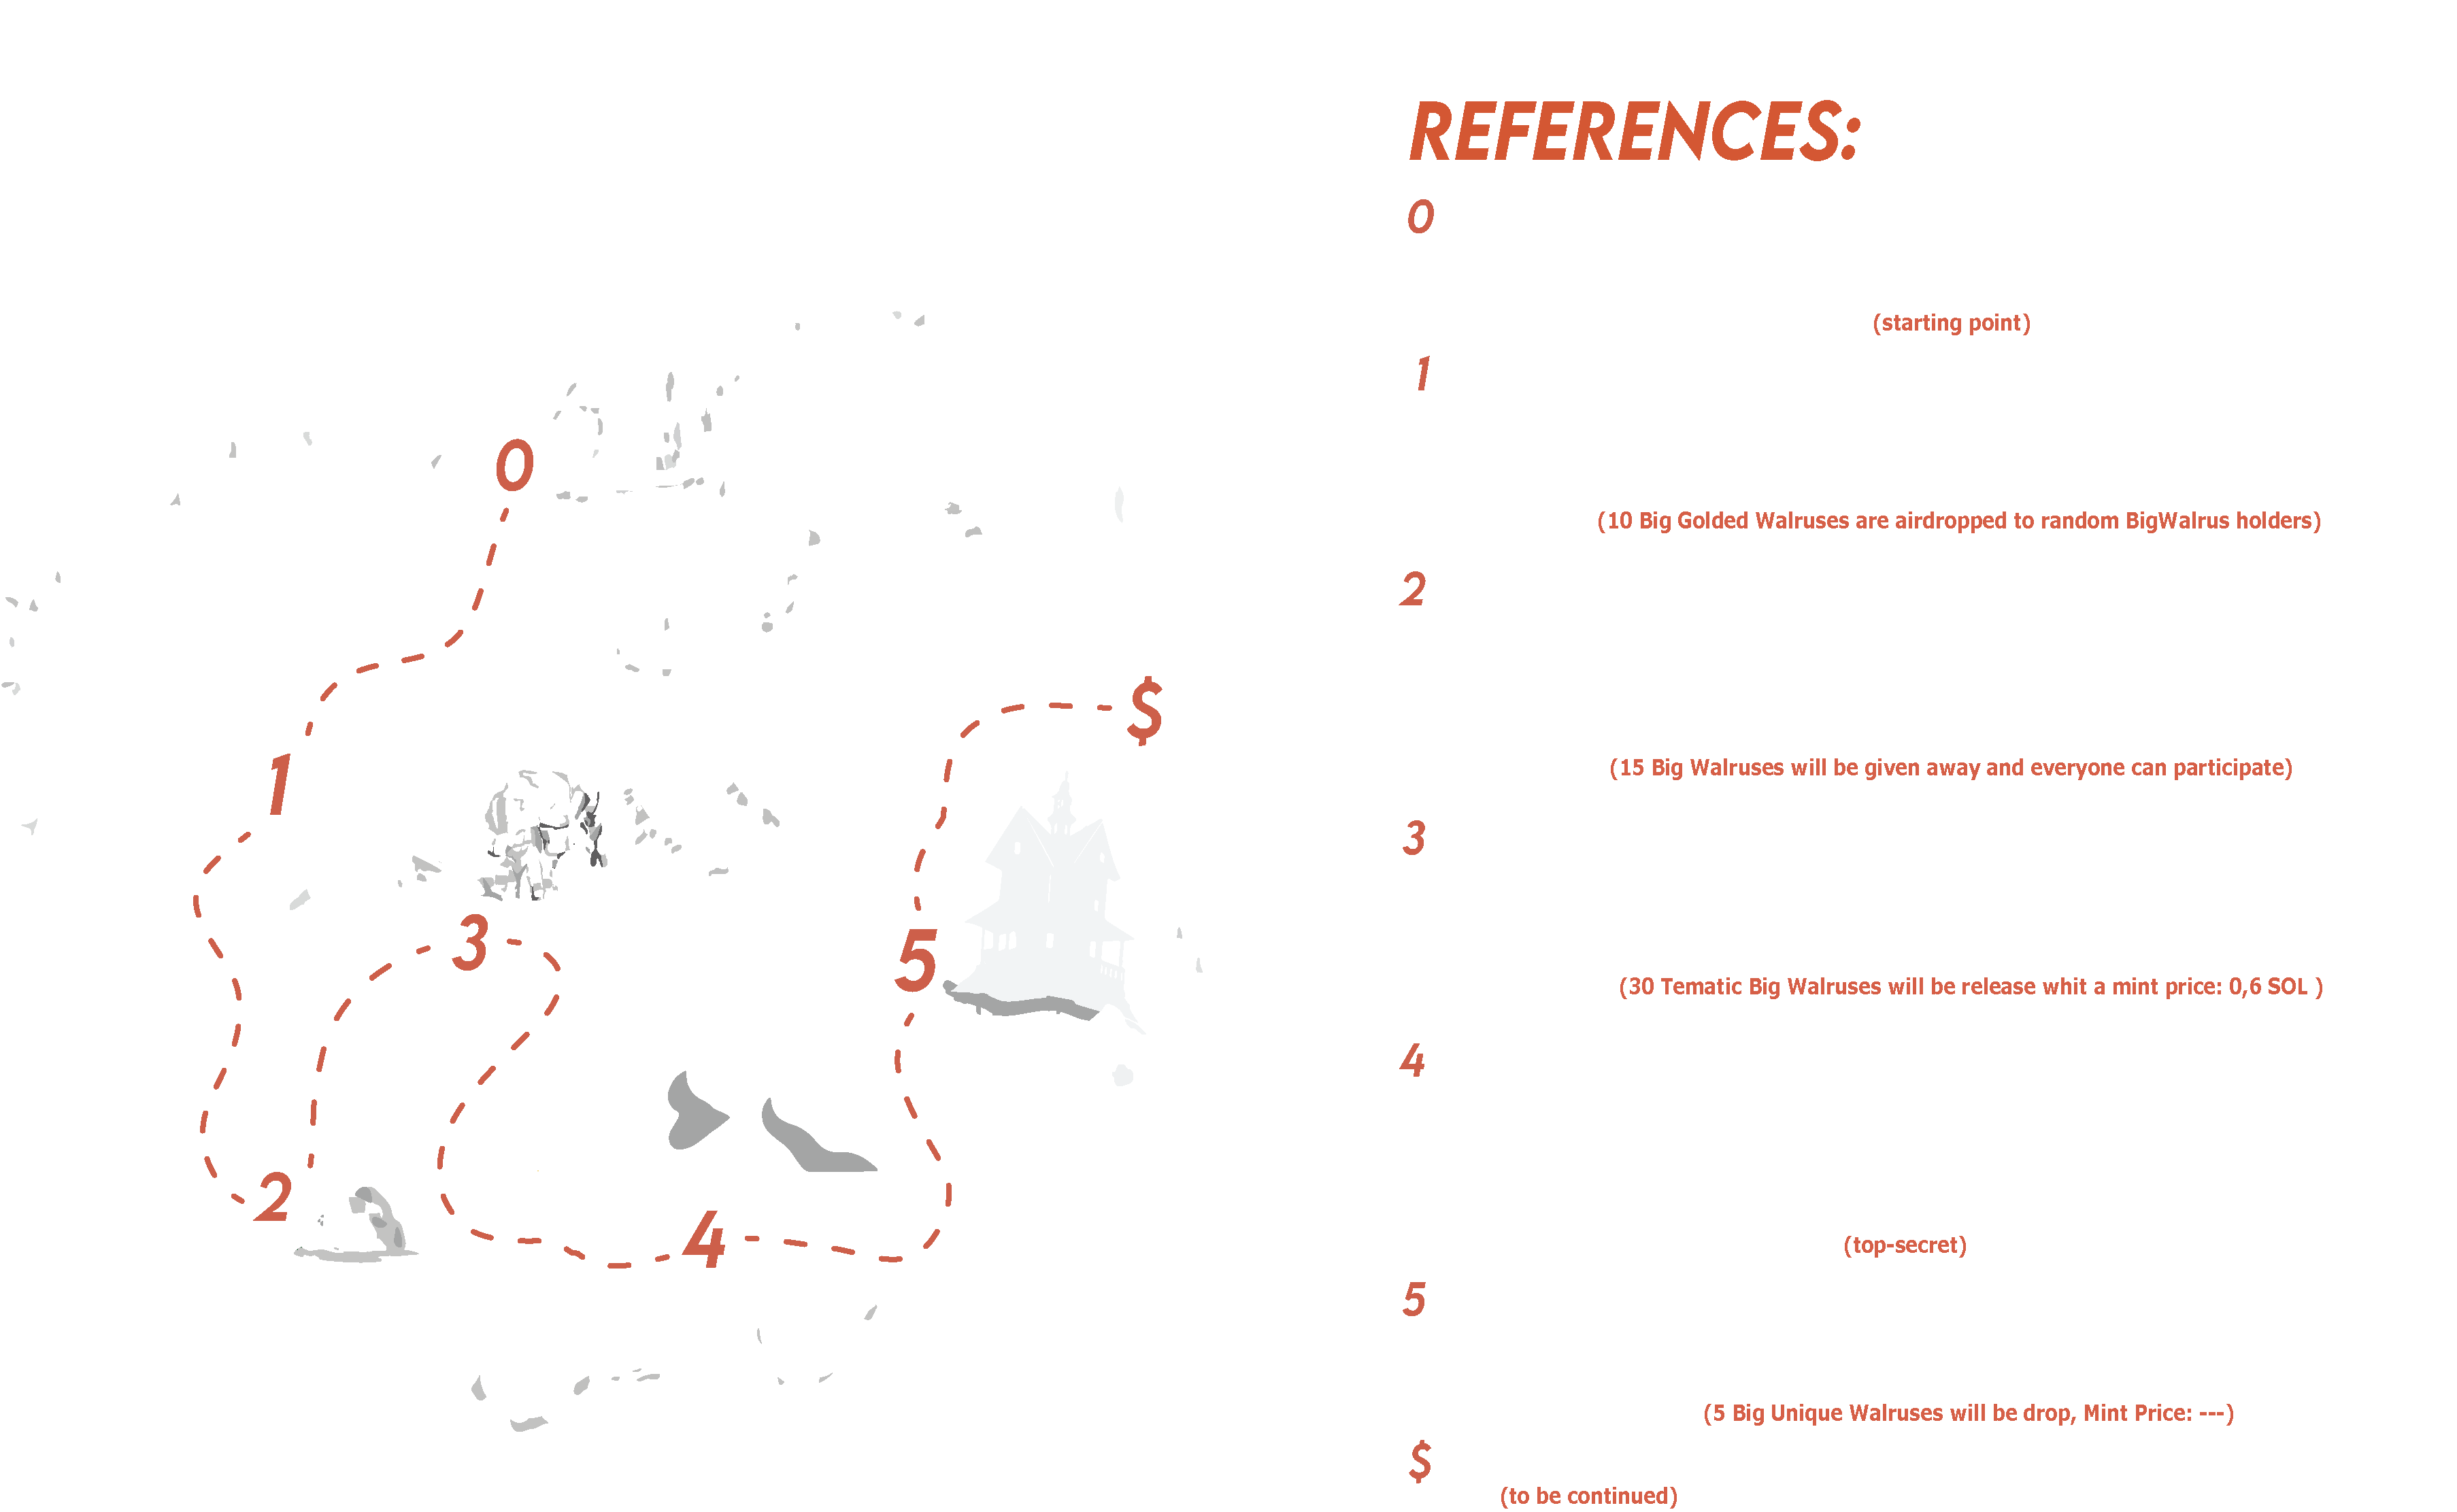 REFERENCES:
0
(starting point)
1
(10 Big Golded Walruses are airdropped to random BigWalrus holders)
2
(15 Big Walruses will be given away and everyone can participate)
3
(30 Tematic Big Walruses will be release whit a mint price: 0,6 SOL )
4
(top-secret)
5
(5 Big Unique Walruses will be drop, Mint Price: ---)
$
(to be continued)
0
1
2
3
4
5
$